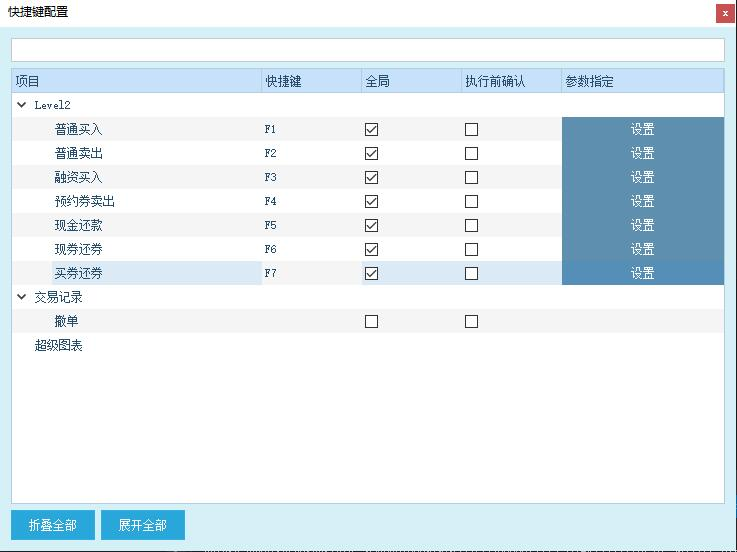 快捷键配置
x
项目 快捷键 全局 执行前确认 参数指定
Level2
普通买入 F1 设置
普通卖出 F2 设置
融资买入 F3 设置
预约券卖出 F4 设置
现金还款 F5 设置
现券还券 F6 设置
买券还券 F7 设置
交易记录
撤单
超级图表
折叠全部 展开全部